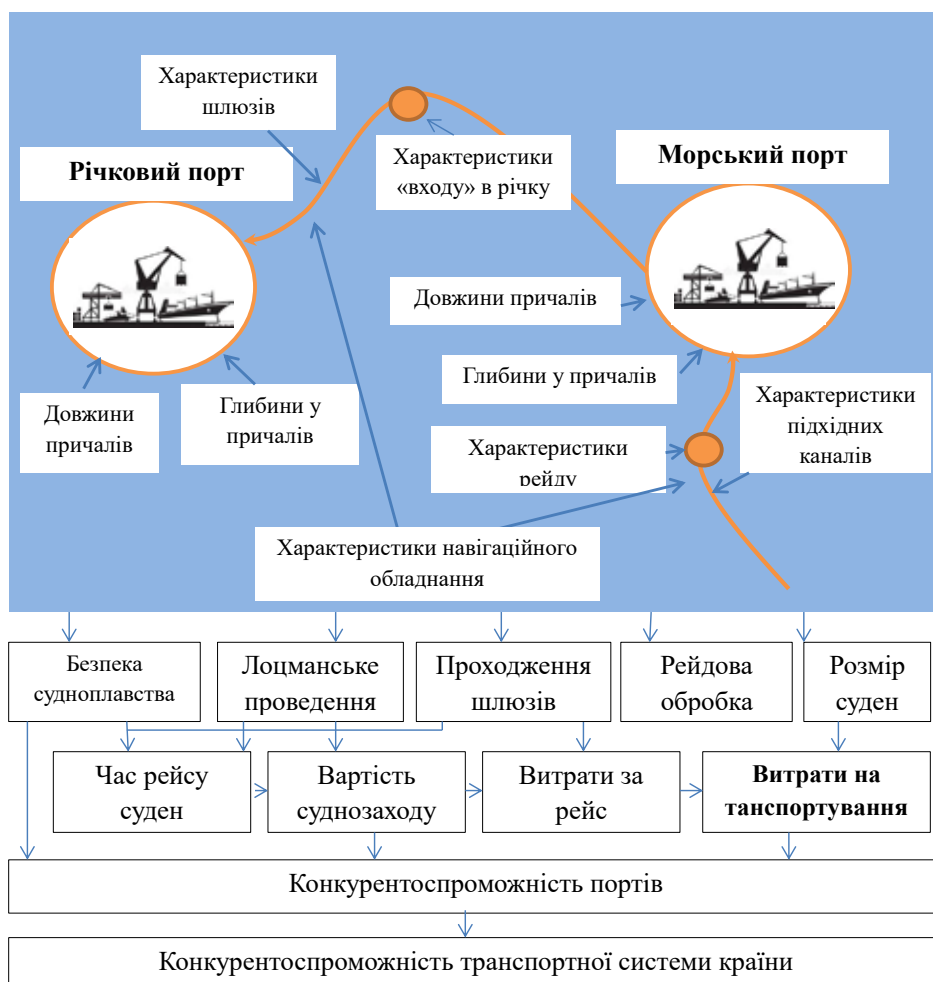 Характеристики
шлюзів
Річковий порт
Характеристики
«входу» в річку
Морський порт
Довжини причалів
Глибини у причалів
Довжини
причалів
Глибини у
причалів
Характеристики
рейду
Характеристики
підхідних
каналів
Характеристики навігаційного
обладнання
Безпека
судноплавства
Лоцманське
проведення
Проходження
шлюзів
Рейдова
обробка
Розмір
суден
Час рейсу
суден
Вартість
суднозаходу
Витрати за
рейс
Витрати на
танспортування
Конкурентоспроможність портів
Конкурентоспроможність транспортної системи країни